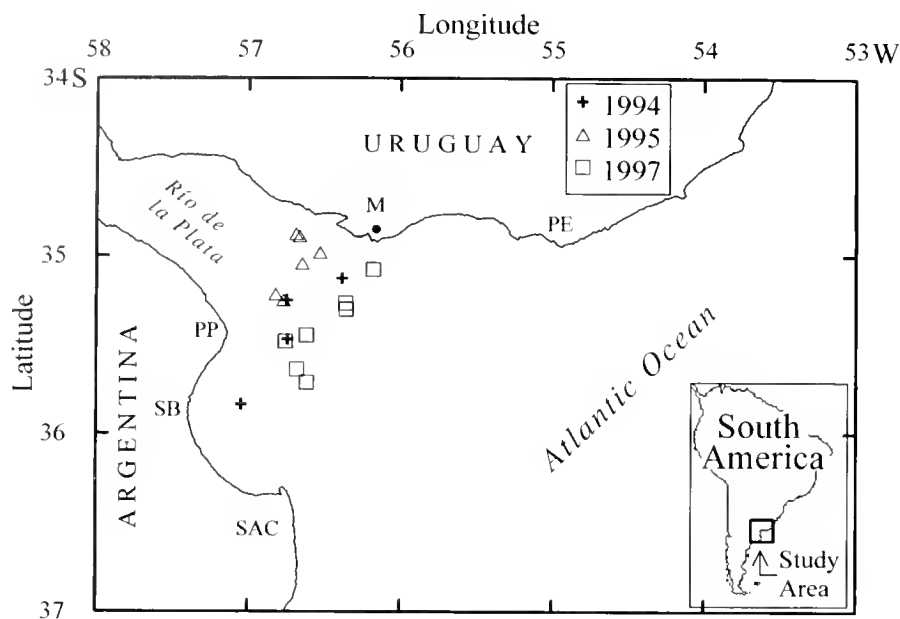 Longitude
58 57 56 55 54 53W
34S
+ 1994
△ 1995
□ 1997
URUGUAY
Río de
la Plata
M
PE
35
PP
Latitude
ARGENTINA
SB
Atlantic Ocean
36
South
America
SAC
Study
Area
37